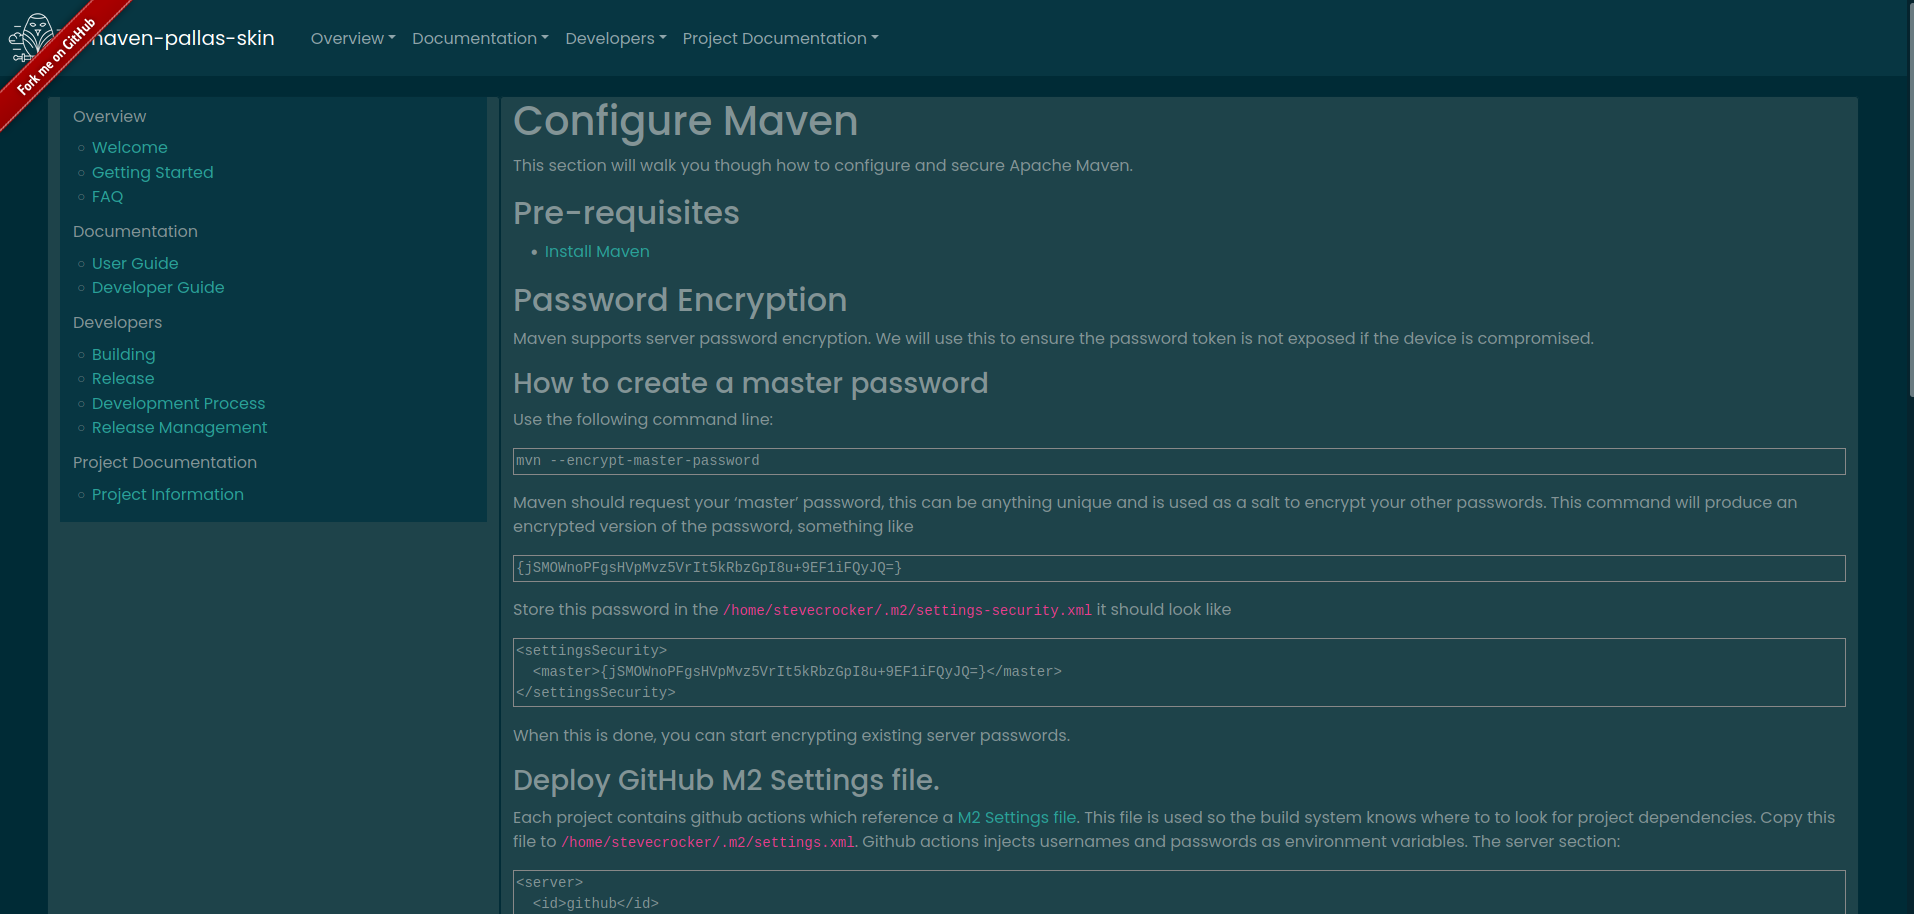 Fork me on GitHub
maven-pallas-skin
Overview Documentation Developers Project Documentation
Overview
Welcome
Getting Started
FAQ
Documentation
User Guide
Developer Guide
Developers
Building
Release
Development Process
Release Management
Project Documentation
Project Information
Configure Maven
This section will walk you though how to configure and secure Apache Maven.
Pre-requisites
Install Maven
Password Encryption
Maven supports server password encryption. We will use this to ensure the password token is not exposed if the device is compromised.
How to create a master password
Use the following command line:
mvn --encrypt-master-password
Maven should request your ‘master’ password, this can be anything unique and is used as a salt to encrypt your other passwords. This command will produce an
encrypted version of the password, something like
{jSMOWnoPFgsHVpMvz5VrIt5kRbzGpI8u+9EF1iFQyJQ=}
Store this password in the /home/stevecrocker/.m2/settings-security.xml it should look like
<settingsSecurity>
  <master>{jSMOWnoPFgsHVpMvz5VrIt5kRbzGpI8u+9EF1iFQyJQ=}</master>
</settingsSecurity>
When this is done, you can start encrypting existing server passwords.
Deploy GitHub M2 Settings file.
Each project contains github actions which reference a M2 Settings file. This file is used so the build system knows where to to look for project dependencies. Copy this
file to /home/stevecrocker/.m2/settings.xml. Github actions injects usernames and passwords as environment variables. The server section:
<server>
  <id>github</id>